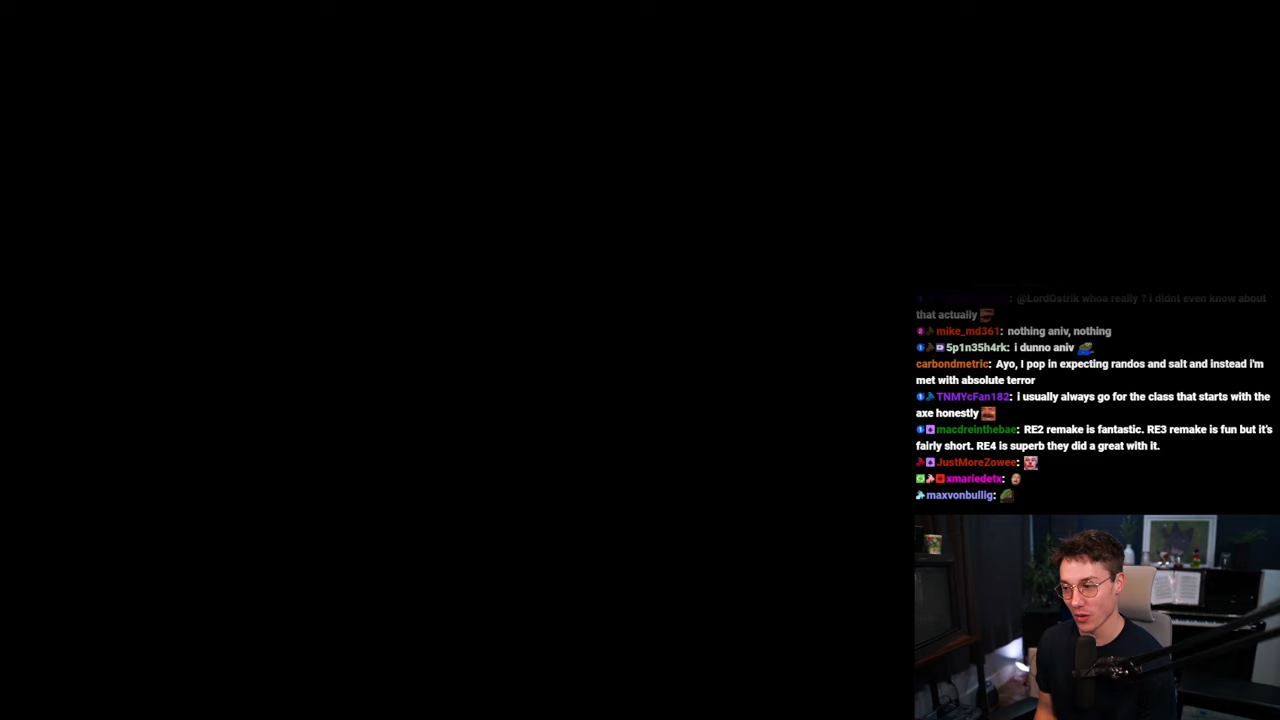 : @LordOstrik whoa really ? i didnt even know about
that actually
mike_md361: nothing aniv, nothing
5p1n35h4rk: i dunno aniv
carbondmetric: Ayo, I pop in expecting randos and salt and instead i'm
met with absolute terror
TNMYcFan182: i usually always go for the class that starts with the
axe honestly
macdreinthebae: RE2 remake is fantastic. RE3 remake is fun but it's
fairly short. RE4 is superb they did a great with it.
JustMoreZowee:
xmariedetx:
maxvonbullig: